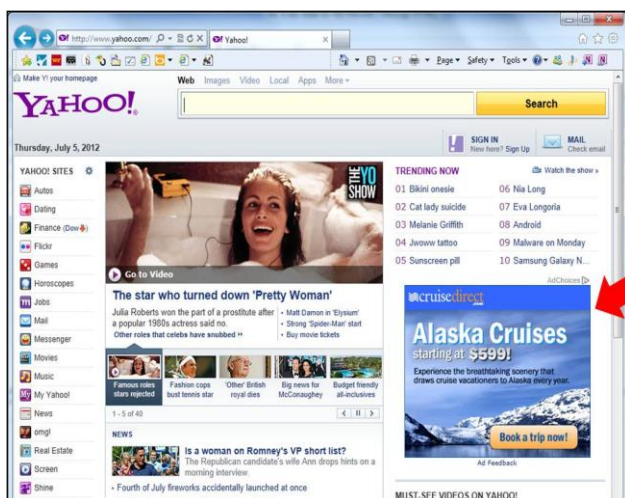 http://www.yahoo.com/
Yahoo!
Page Safety Tools
Make Y! your homepage
Web Images Video Local Apps More
YAHOO!
Search
Thursday, July 5, 2012
SIGN IN
New here? Sign Up
MAIL
Check email
YAHOO! SITES
Autos
Dating
Finance (Dow)
Flickr
Games
Horoscopes
Jobs
Mail
Messenger
Movies
Music
My Yahoo!
News
omg!
Real Estate
Screen
Shine
THE YO SHOW
Go to Video
The star who turned down 'Pretty Woman'
Julia Roberts won the part of a prostitute after
a popular 1980s actress said no.
Other roles that celebs have snubbed »
• Matt Damon in 'Elysium'
• Strong 'Spider-Man' start
• Buy movie tickets
Famous roles
stars rejected
Fashion cops
bust tennis star
'Other' British
royal dies
Big news for
McConaughey
Budget friendly
all-inclusives
1 - 5 of 40
NEWS
Is a woman on Romney's VP short list?
The Republican candidate's wife Ann drops hints on a
morning interview.
• Fourth of July fireworks accidentally launched at once
TRENDING NOW
Watch the show »
01 Bikini onesie
02 Cat lady suicide
03 Melanie Griffith
04 Jwoww tattoo
05 Sunscreen pill
06 Nia Long
07 Eva Longoria
08 Android
09 Malware on Monday
10 Samsung Galaxy N...
AdChoices
cruisedirect
.com
Alaska Cruises
starting at $599!
Experience the breathtaking scenery that
draws cruise vacationers to Alaska every year.
Book a trip now!
Ad Feedback
MUST-SEE VIDEOS ON YAHOO!